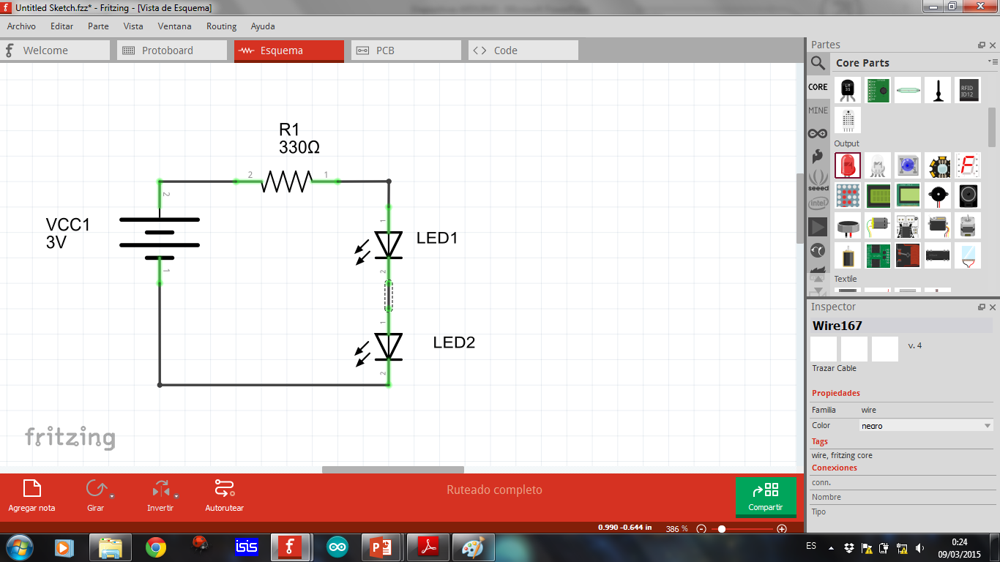 Untitled Sketch.fzz* - Fritzing - [Vista de Esquema]
Archivo Editar Parte Vista Ventana Routing Ayuda
Welcome Protoboard Esquema PCB Code
R1
330Ω
2 1
2
VCC1
3V
1
1
LED1
2
1
LED2
2
fritzing
Agregar nota Girar Invertir Autorutear
Ruteado completo
Compartir
0.990 -0.644 in 386 %
Partes
Core Parts
CORE
MINE
seeed
intel
LM
35
RFID
ID12
Output
Textile
Inspector
Wire167
v. 4
Trazar Cable
Propiedades
Familia wire
Color negro
Tags
wire, fritzing core
Conexiones
conn.
Nombre
Tipo
isis
ES
0:24
09/03/2015